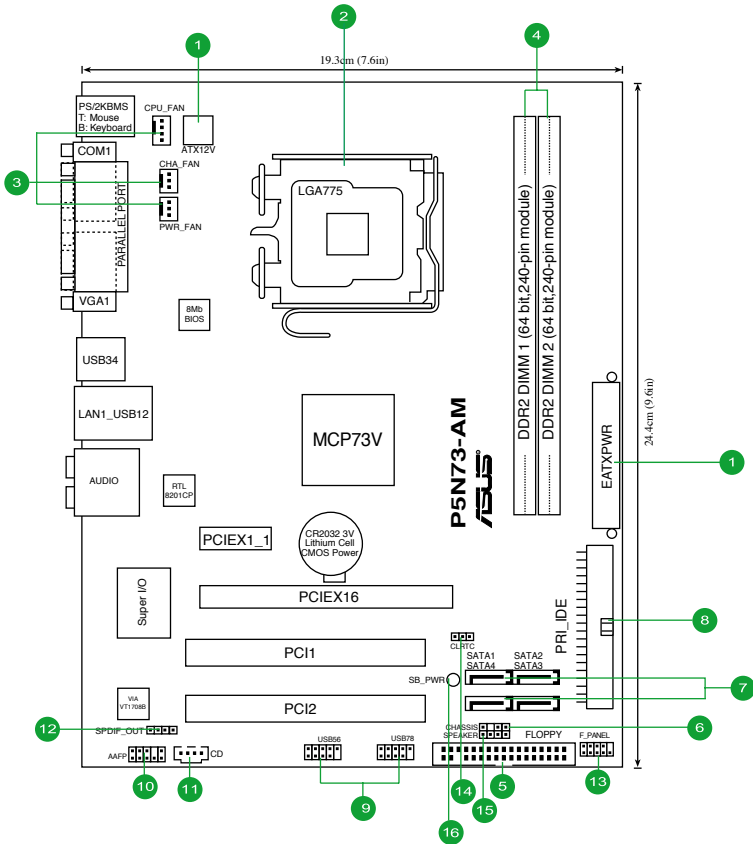 2
1
4
19.3cm (7.6in)
PS/2KBMS
T: Mouse
B: Keyboard
CPU_FAN
ATX12V
COM1
CHA_FAN
3
PWR_FAN
PARALLEL PORT
VGA1
LGA775
8Mb
BIOS
DDR2 DIMM 1 (64 bit,240-pin module)
DDR2 DIMM 2 (64 bit,240-pin module)
24.4cm (9.6in)
USB34
LAN1_USB12
MCP73V
P5N73-AM
ASUS
EATXPWR
1
AUDIO
RTL
8201CP
PCIEX1_1
CR2032 3V
Lithium Cell
CMOS Power
Super I/O
PCIEX16
PRI_IDE
8
CLRTC
PCI1
SATA1
SATA2
SATA4
SATA3
SB_PWR
7
VIA
VT1708B
PCI2
12
SPDIF_OUT
CHASSIS
SPEAKER
6
FLOPPY
F_PANEL
AAFP
CD
USB56
USB78
10
11
9
14
5
13
15
16